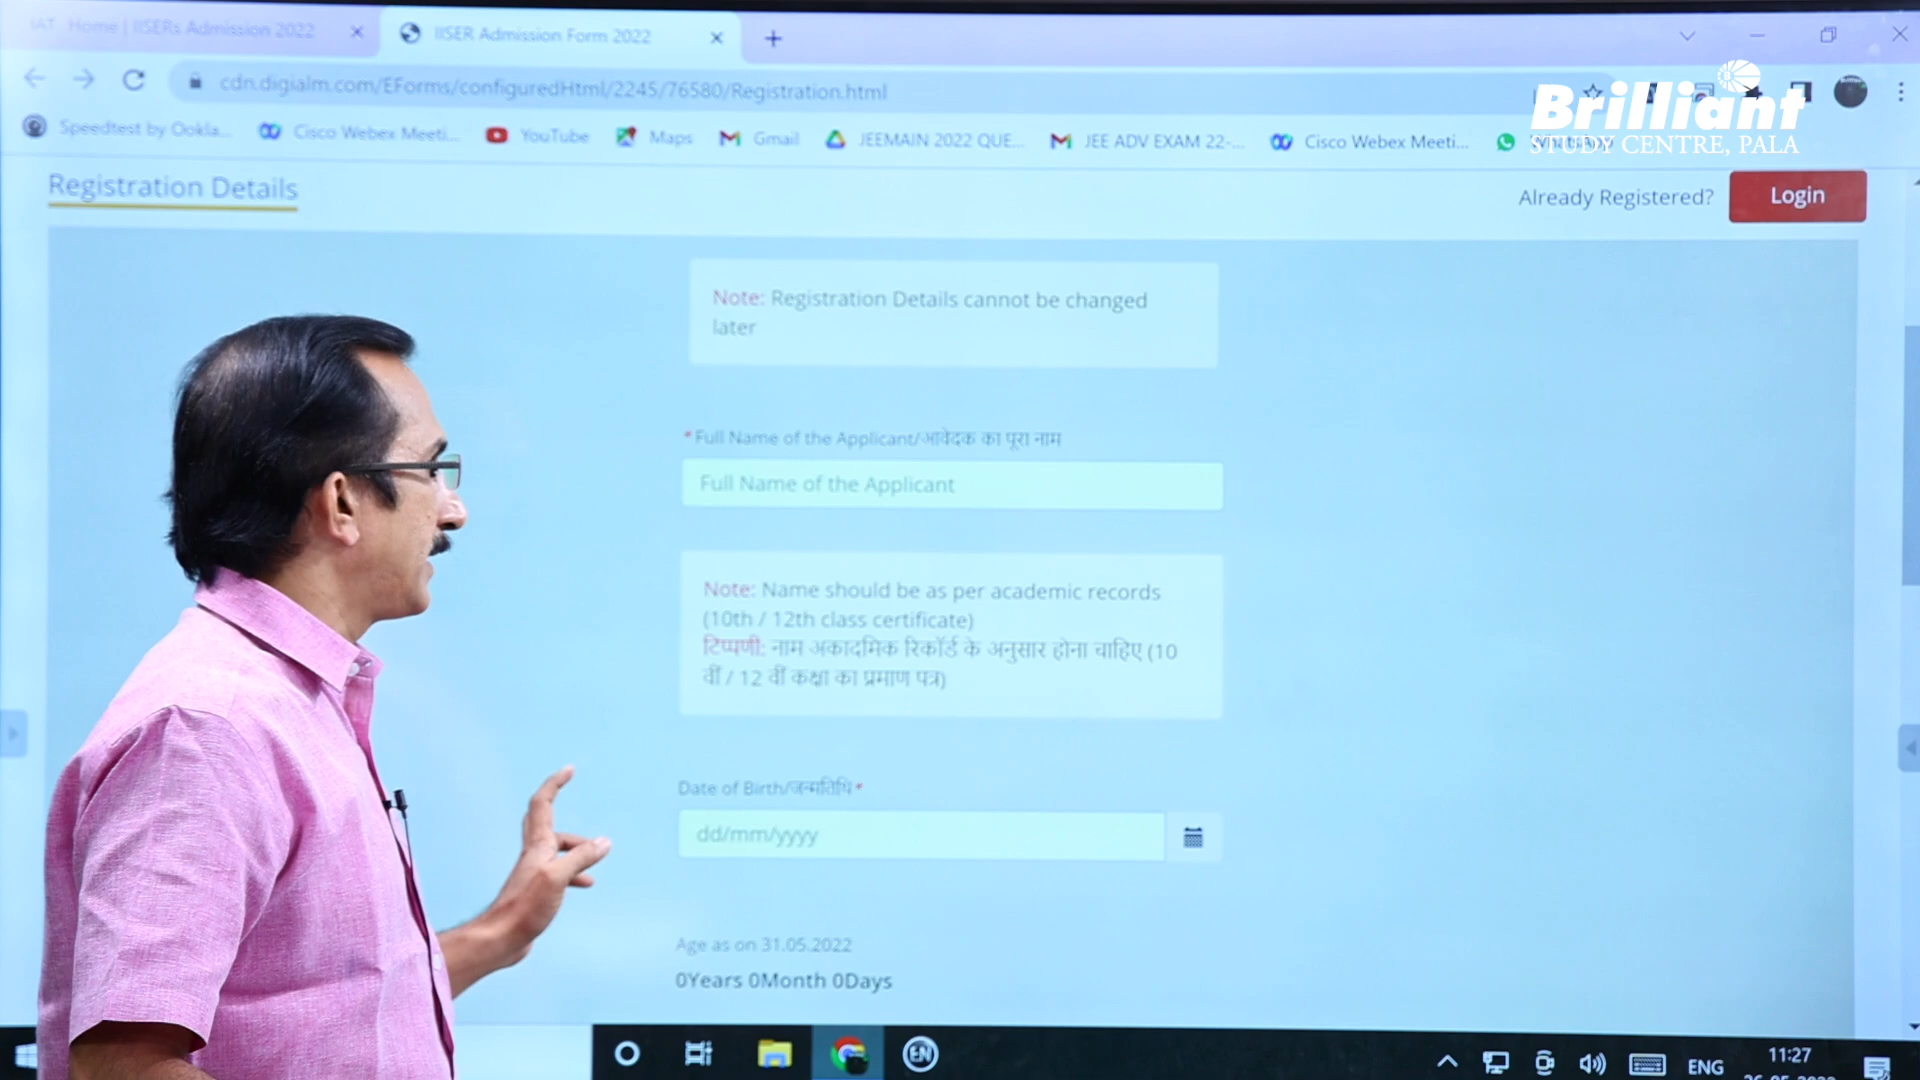 IAT Home | IISERs Admission 2022
IISER Admission Form 2022
cdn.digialm.com/EForms/configuredHtml/2245/76580/Registration.html
Brilliant
STUDY CENTRE, PALA
Speedtest by Ookla...
Cisco Webex Meeti...
YouTube
Maps
Gmail
JEEMAIN 2022 QUE...
JEE ADV EXAM 22-...
Cisco Webex Meeti...
WhatsApp
Registration Details
Already Registered?
Login
Note: Registration Details cannot be changed
later
*Full Name of the Applicant/आवेदक का पूरा नाम
Full Name of the Applicant
Note: Name should be as per academic records
(10th / 12th class certificate)
टिप्पणी: नाम अकादमिक रिकॉर्ड के अनुसार होना चाहिए (10
वीं / 12 वीं कक्षा का प्रमाण पत्र)
Date of Birth/जन्मतिथि*
dd/mm/yyyy
Age as on 31.05.2022
0Years 0Month 0Days
EN
ENG
11:27